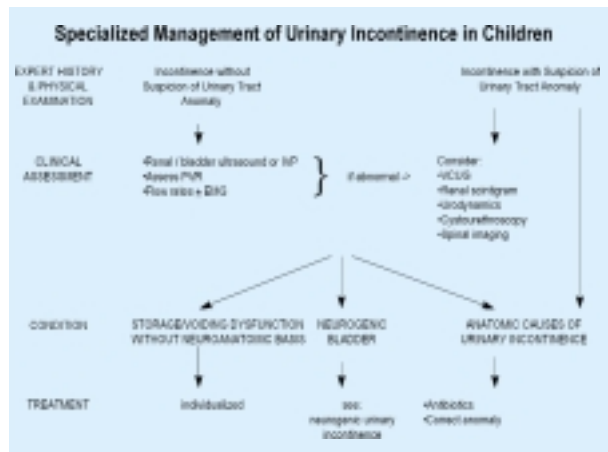 Specialized Management of Urinary Incontinence in Children
EXPERT HISTORY
& PHYSICAL
EXAMINATION
Incontinence without
Suspicion of Urinary Tract
Anomaly
Incontinence with Suspicion of
Urinary Tract Anomaly
CLINICAL
ASSESSMENT
•Renal / bladder ultrasound or IVP
•Assess PVR
•Flow rates ± EMG
If abnormal ->
Consider:
•VCUG
•Renal scintigram
•Urodynamics
•Cystourethroscopy
•Spinal imaging
CONDITION
STORAGE/VOIDING DYSFUNCTION
WITHOUT NEUROANATOMIC BASIS
NEUROGENIC
BLADDER
ANATOMIC CAUSES OF
URINARY INCONTINENCE
TREATMENT
individualized
see:
neurogenic urinary
incontinence
•Antibiotics
•Correct anomaly